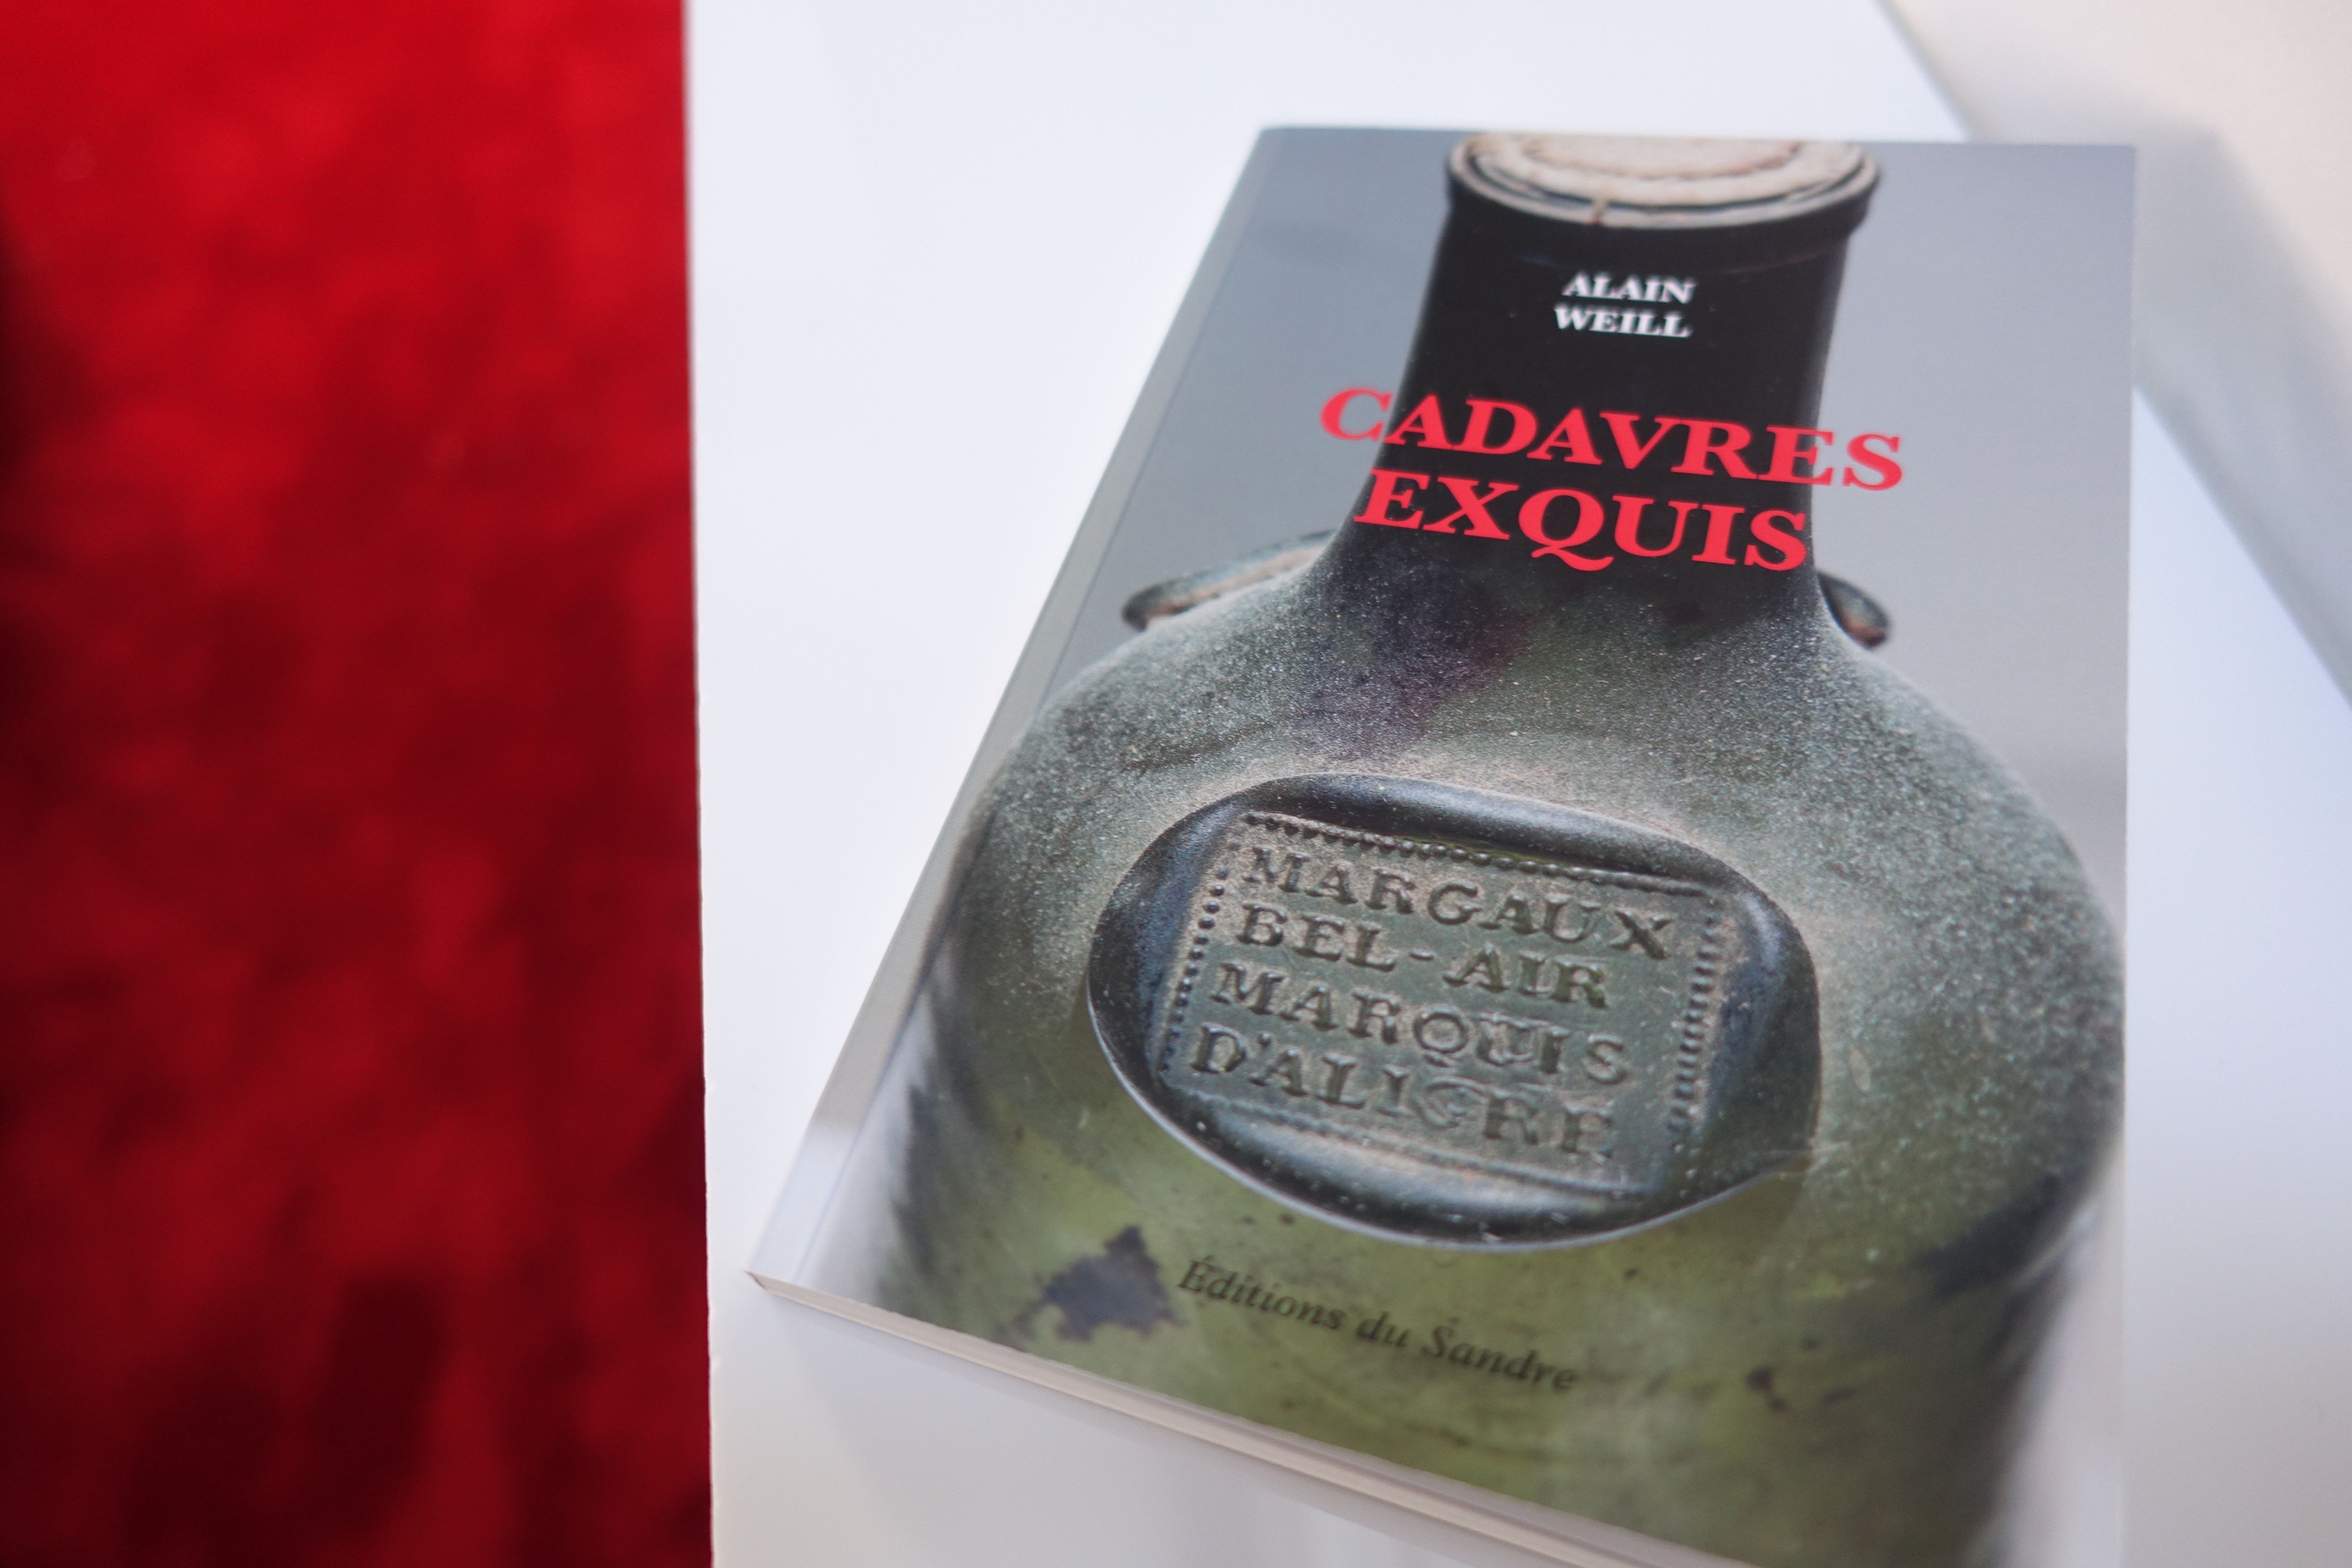 ALAIN
WEILL
CADAVRES
EXQUIS
MARGAUX
BEL-AIR
MARQUIS
D'ALIGRE
Éditions du Sandre